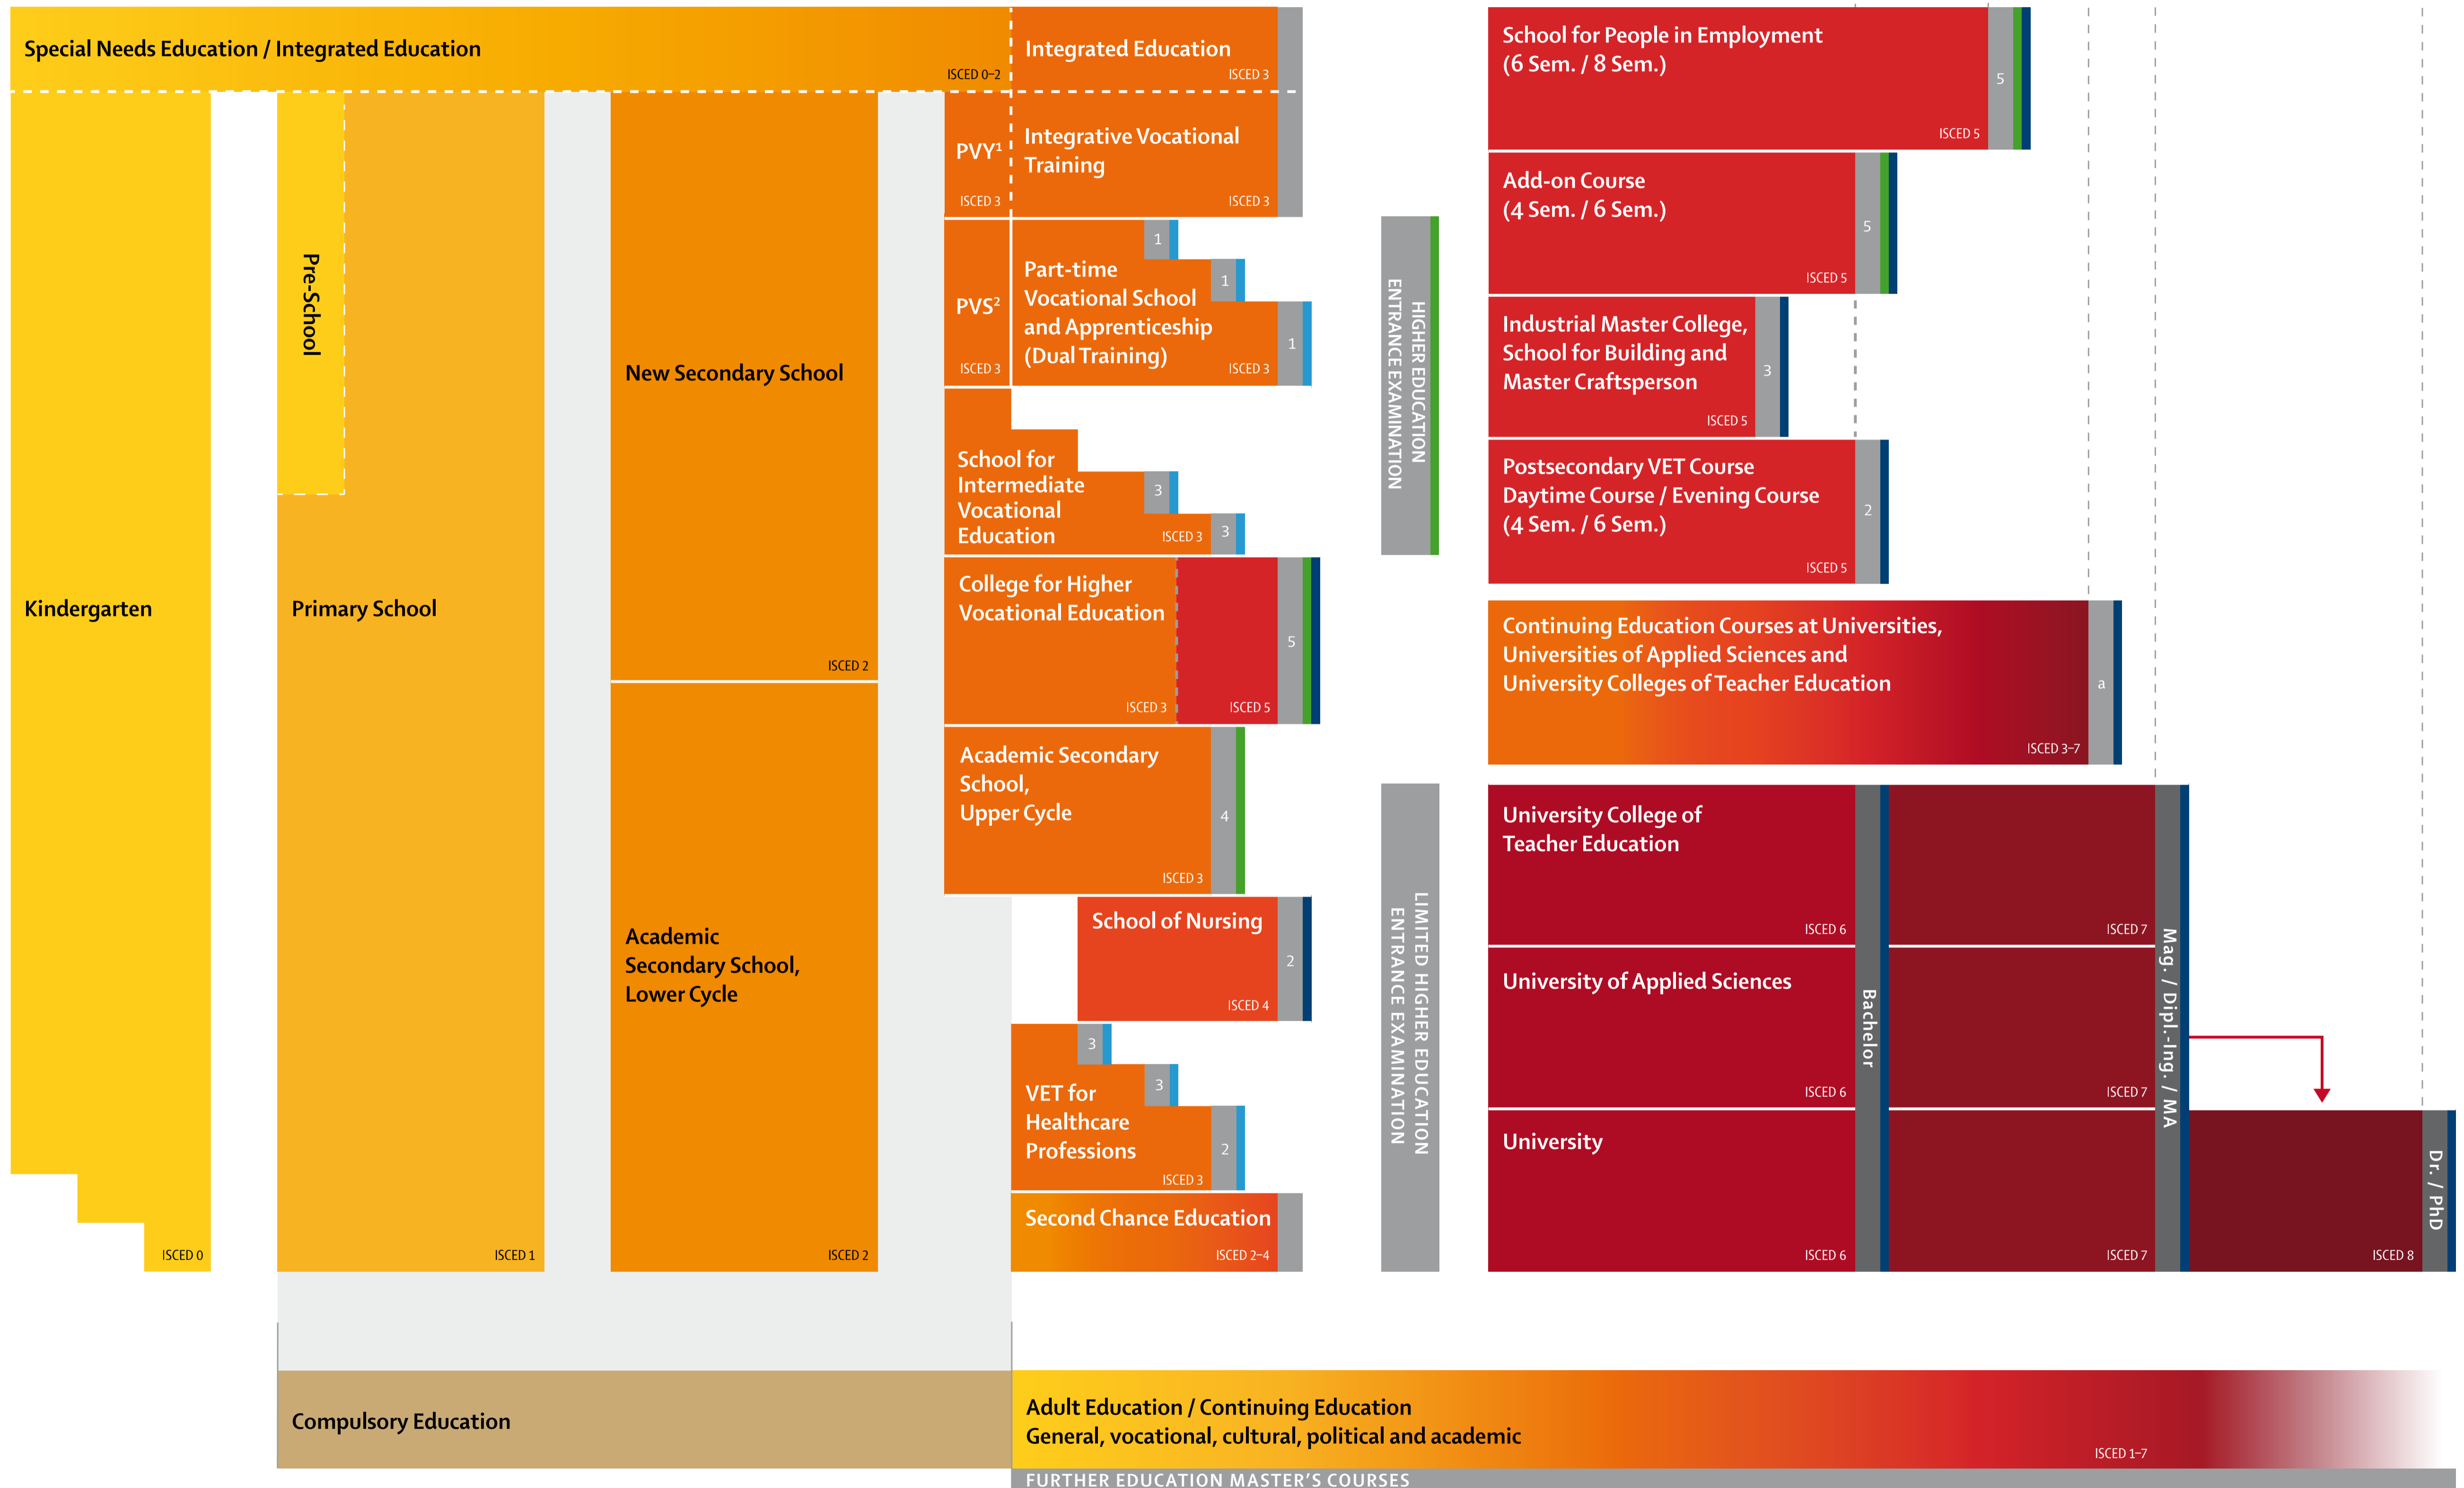 Special Needs Education / Integrated Education
ISCED 0–2
Integrated Education
ISCED 3
Kindergarten
ISCED 0
Pre-School
Primary School
ISCED 1
New Secondary School
ISCED 2
Academic
Secondary School,
Lower Cycle
ISCED 2
PVY¹
ISCED 3
Integrative Vocational
Training
ISCED 3
PVS²
ISCED 3
1
1
1
Part-time
Vocational School
and Apprenticeship
(Dual Training)
ISCED 3
School for
Intermediate
Vocational
Education
ISCED 3
3
3
College for Higher
Vocational Education
ISCED 3
ISCED 5
5
Academic Secondary
School,
Upper Cycle
ISCED 3
4
School of Nursing
ISCED 4
2
3
3
2
VET for
Healthcare
Professions
ISCED 3
Second Chance Education
ISCED 2–4
HIGHER EDUCATION
ENTRANCE EXAMINATION
LIMITED HIGHER EDUCATION
ENTRANCE EXAMINATION
School for People in Employment
(6 Sem. / 8 Sem.)
ISCED 5
5
Add-on Course
(4 Sem. / 6 Sem.)
ISCED 5
5
Industrial Master College,
School for Building and
Master Craftsperson
ISCED 5
3
Postsecondary VET Course
Daytime Course / Evening Course
(4 Sem. / 6 Sem.)
ISCED 5
2
Continuing Education Courses at Universities,
Universities of Applied Sciences and
University Colleges of Teacher Education
ISCED 3–7
a
University College of
Teacher Education
ISCED 6
ISCED 7
University of Applied Sciences
ISCED 6
ISCED 7
University
ISCED 6
ISCED 7
ISCED 8
Bachelor
Mag. / Dipl.-Ing. / MA
Dr. / PhD
Compulsory Education
Adult Education / Continuing Education
General, vocational, cultural, political and academic
ISCED 1–7
FURTHER EDUCATION MASTER'S COURSES